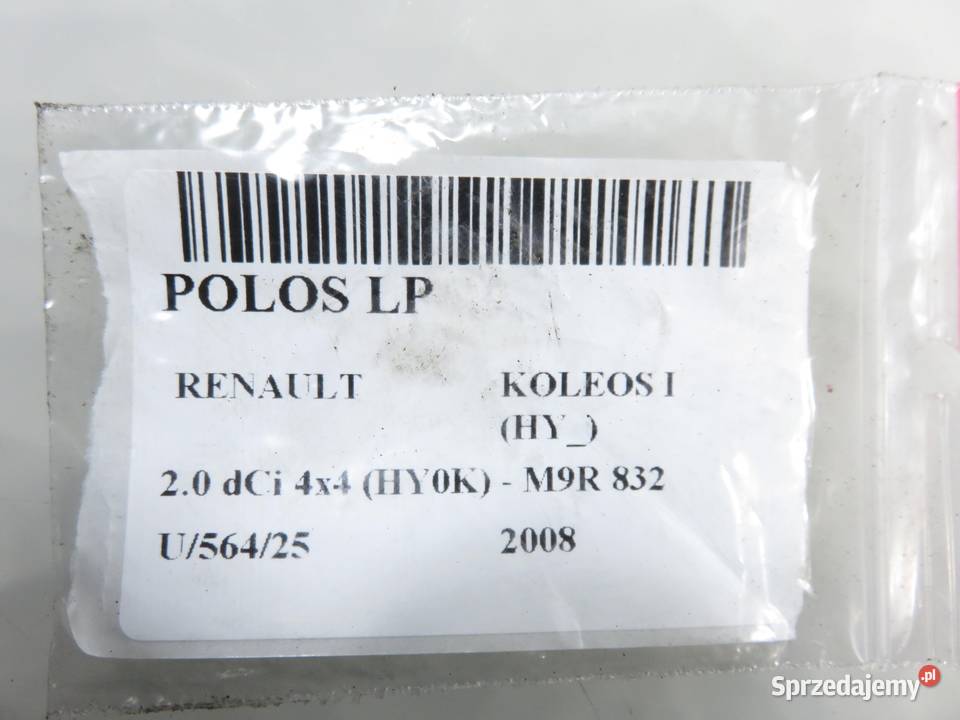 POLOS LP
RENAULT KOLEOS I
(HY_)
2.0 dCi 4x4 (HY0K) - M9R 832
U/564/25 2008
Sprzedajemy.pl